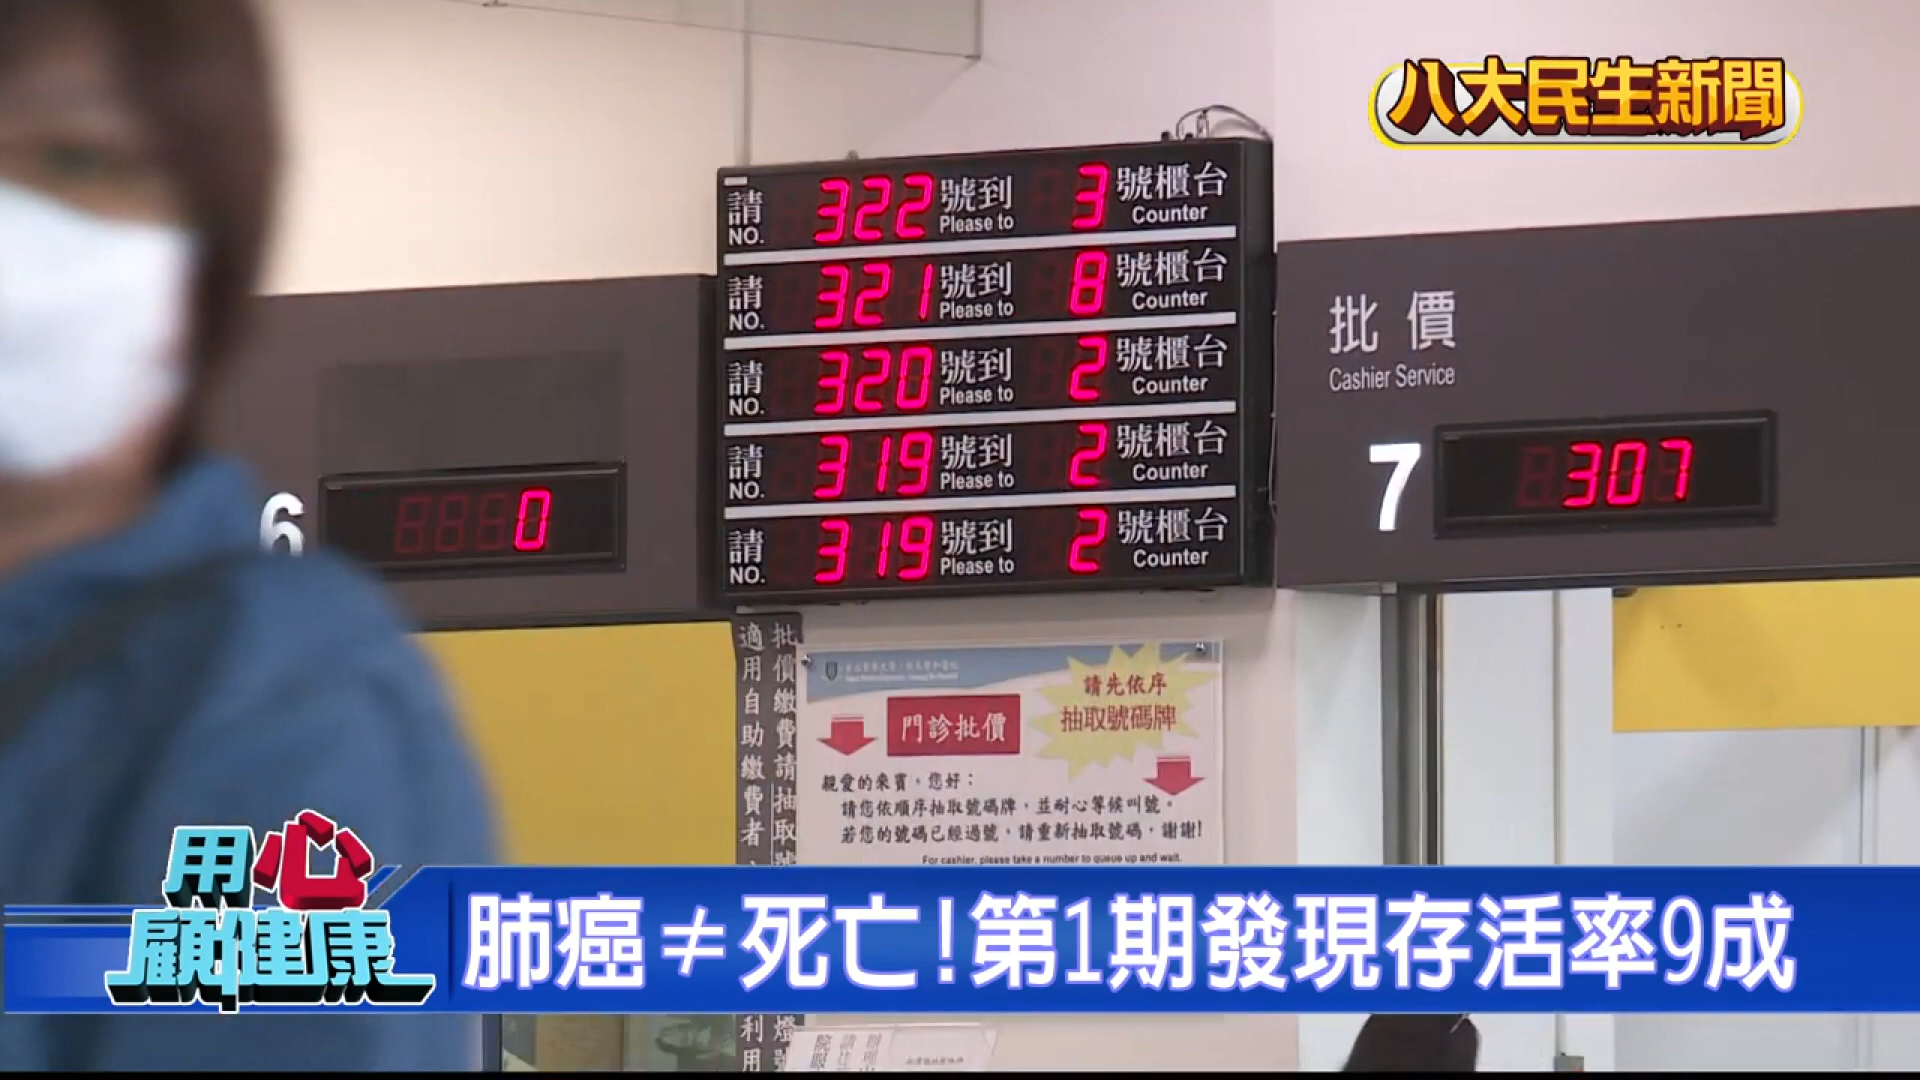 八大民生新聞
請 322 號到 3 號櫃台
NO. Please to Counter
請 321 號到 8 號櫃台
NO. Please to Counter
請 320 號到 2 號櫃台
NO. Please to Counter
請 319 號到 2 號櫃台
NO. Please to Counter
請 319 號到 2 號櫃台
NO. Please to Counter
6 0
批價
Cashier Service
7 307
批價繳費請抽取號
適用自助繳費者
請先依序
抽取號碼牌
門診批價
親愛的來賓，您好：
請您依順序抽取號碼牌，並耐心等候叫號。
若您的號碼已經過號，請重新抽取號碼，謝謝!
For cashier, please take a number to queue up and wait.
用心
顧健康
肺癌≠死亡!第1期發現存活率9成
利用